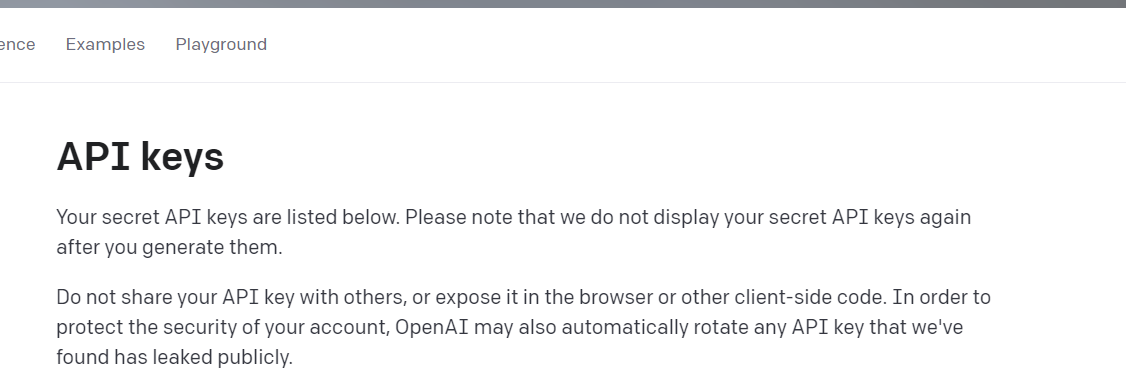 ence Examples Playground
API keys
Your secret API keys are listed below. Please note that we do not display your secret API keys again
after you generate them.
Do not share your API key with others, or expose it in the browser or other client-side code. In order to
protect the security of your account, OpenAI may also automatically rotate any API key that we've
found has leaked publicly.